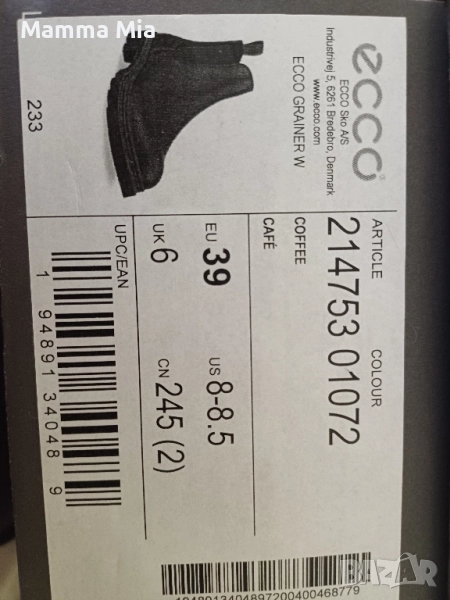 Mamma Mia
ecco
ECCO Sko A/S
Industrivej 5, 6261 Bredebro, Denmark
www.ecco.com
ECCO GRAINER W
233
ARTICLE COLOUR
214753 01072
COFFEE
CAFÉ
EU 39 US 8-8.5
UK 6 CN 245 (2)
UPC/EAN
1 94891 34048 9
1948913404897200400468779
bazar